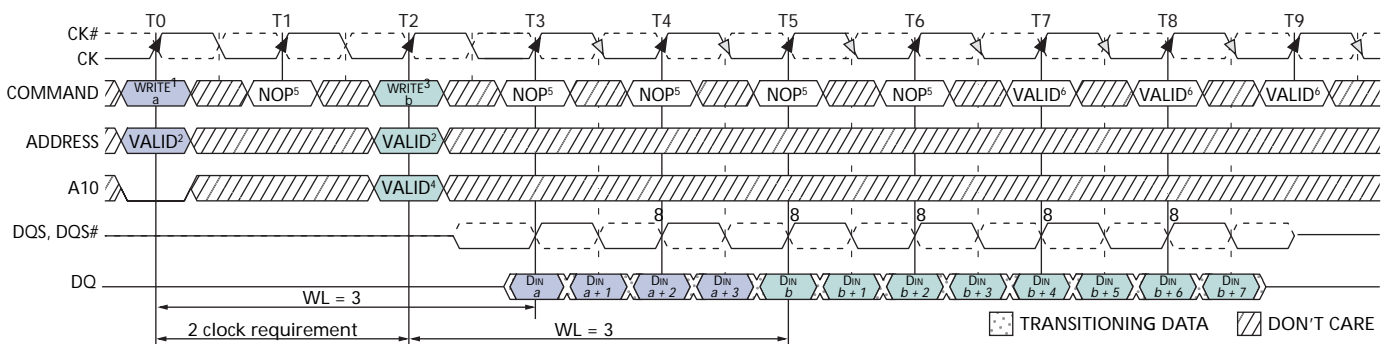 T0 T1 T2 T3 T4 T5 T6 T7 T8 T9
CK#
CK
COMMAND WRITE1 a NOP5 WRITE3 b NOP5 NOP5 NOP5 NOP5 VALID6 VALID6 VALID6
ADDRESS VALID2 VALID2
A10 VALID4
8 8 8 8 8
DQS, DQS#
DQ DIN a DIN a + 1 DIN a + 2 DIN a + 3 DIN b DIN b + 1 DIN b + 2 DIN b + 3 DIN b + 4 DIN b + 5 DIN b + 6 DIN b + 7
WL = 3
2 clock requirement WL = 3
TRANSITIONING DATA DON'T CARE